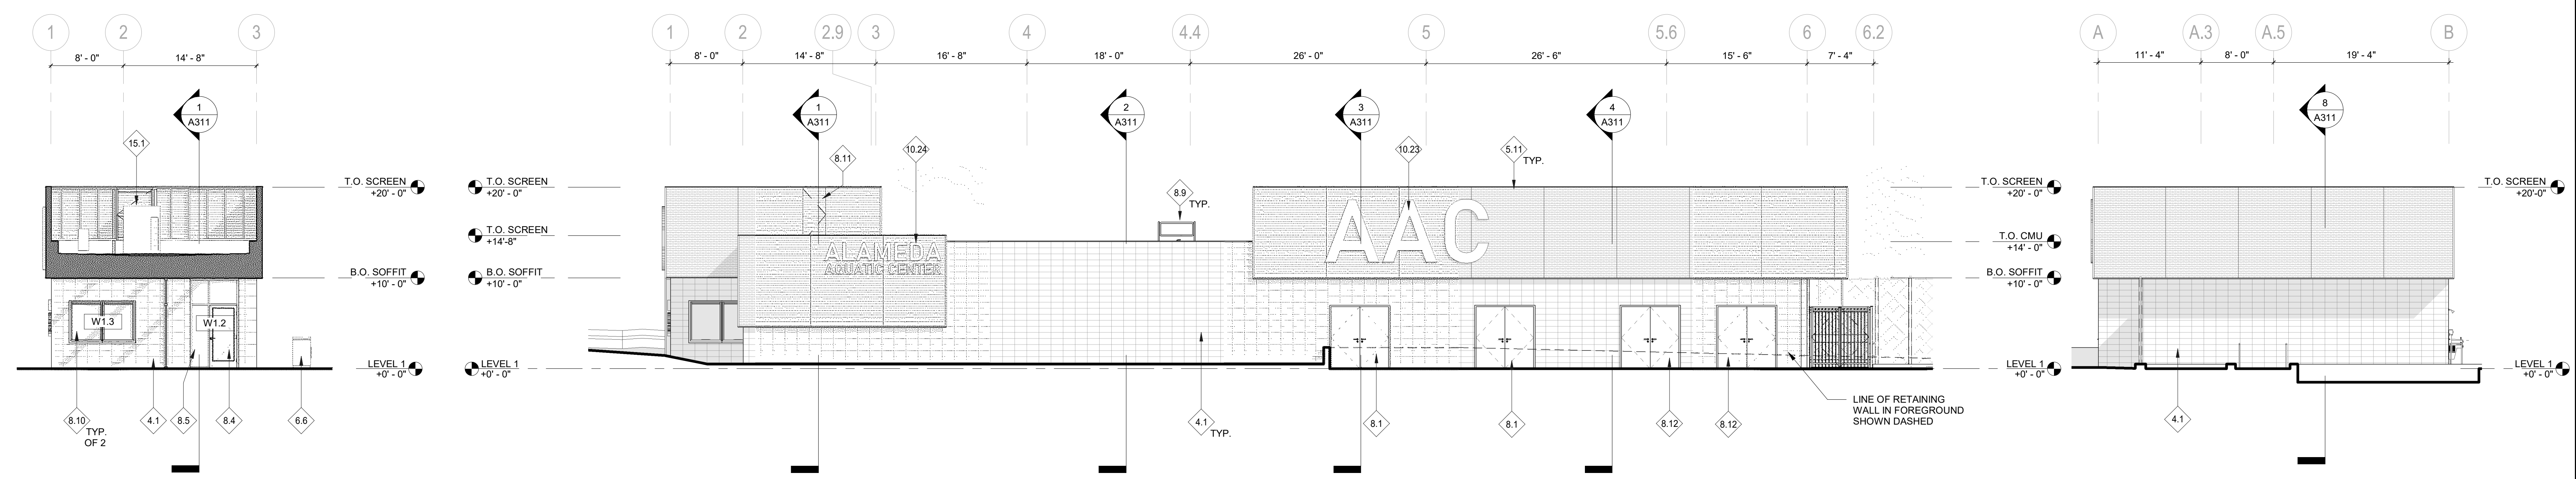 1 2 3
8' - 0" 14' - 8"
1
A311
15.1
T.O. SCREEN
+20' - 0"
B.O. SOFFIT
+10' - 0"
W1.3
W1.2
LEVEL 1
+0' - 0"
8.10
TYP.
OF 2
4.1
8.5
8.4
6.6
1 2 2.9 3 4 4.4 5 5.6 6 6.2
8' - 0" 14' - 8" 16' - 8" 18' - 0" 26' - 0" 26' - 6" 15' - 6" 7' - 4"
1
A311
2
A311
3
A311
4
A311
8.11
10.24
10.23
5.11
TYP.
8.9
TYP.
T.O. SCREEN
+20' - 0"
T.O. SCREEN
+14'-8"
B.O. SOFFIT
+10' - 0"
LEVEL 1
+0' - 0"
ALAMEDA
AQUATIC CENTER
AAC
T.O. SCREEN
+20' - 0"
T.O. CMU
+14' - 0"
B.O. SOFFIT
+10' - 0"
LEVEL 1
+0' - 0"
4.1
TYP.
8.1
8.1
8.12
8.12
LINE OF RETAINING
WALL IN FOREGROUND
SHOWN DASHED
A A.3 A.5 B
11' - 4" 8' - 0" 19' - 4"
8
A311
T.O. SCREEN
+20'-0"
LEVEL 1
+0' - 0"
4.1